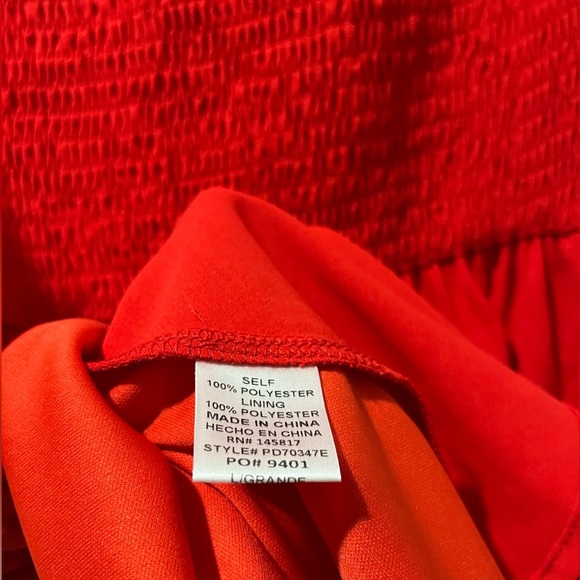 SELF
100% POLYESTER
LINING
100% POLYESTER
MADE IN CHINA
HECHO EN CHINA
RN# 145817
STYLE# PD70347E
PO# 9401
L/GRANDE